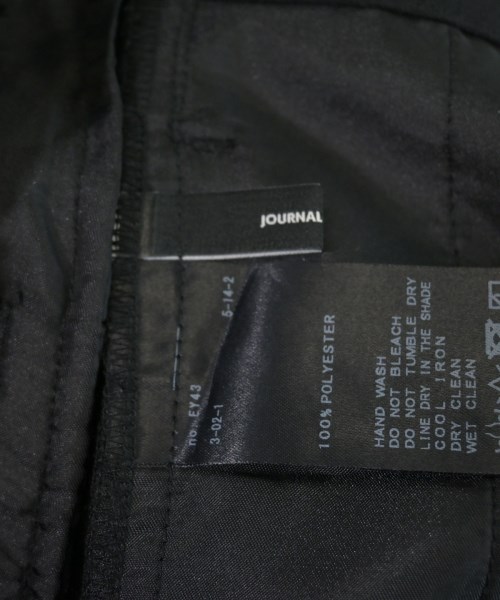 JOURNAL
100% POLYESTER
HAND WASH
DO NOT BLEACH
DO NOT TUMBLE DRY
LINE DRY IN THE SHADE
COOL IRON
DRY CLEAN
WET CLEAN
5-14-2
3-02-1